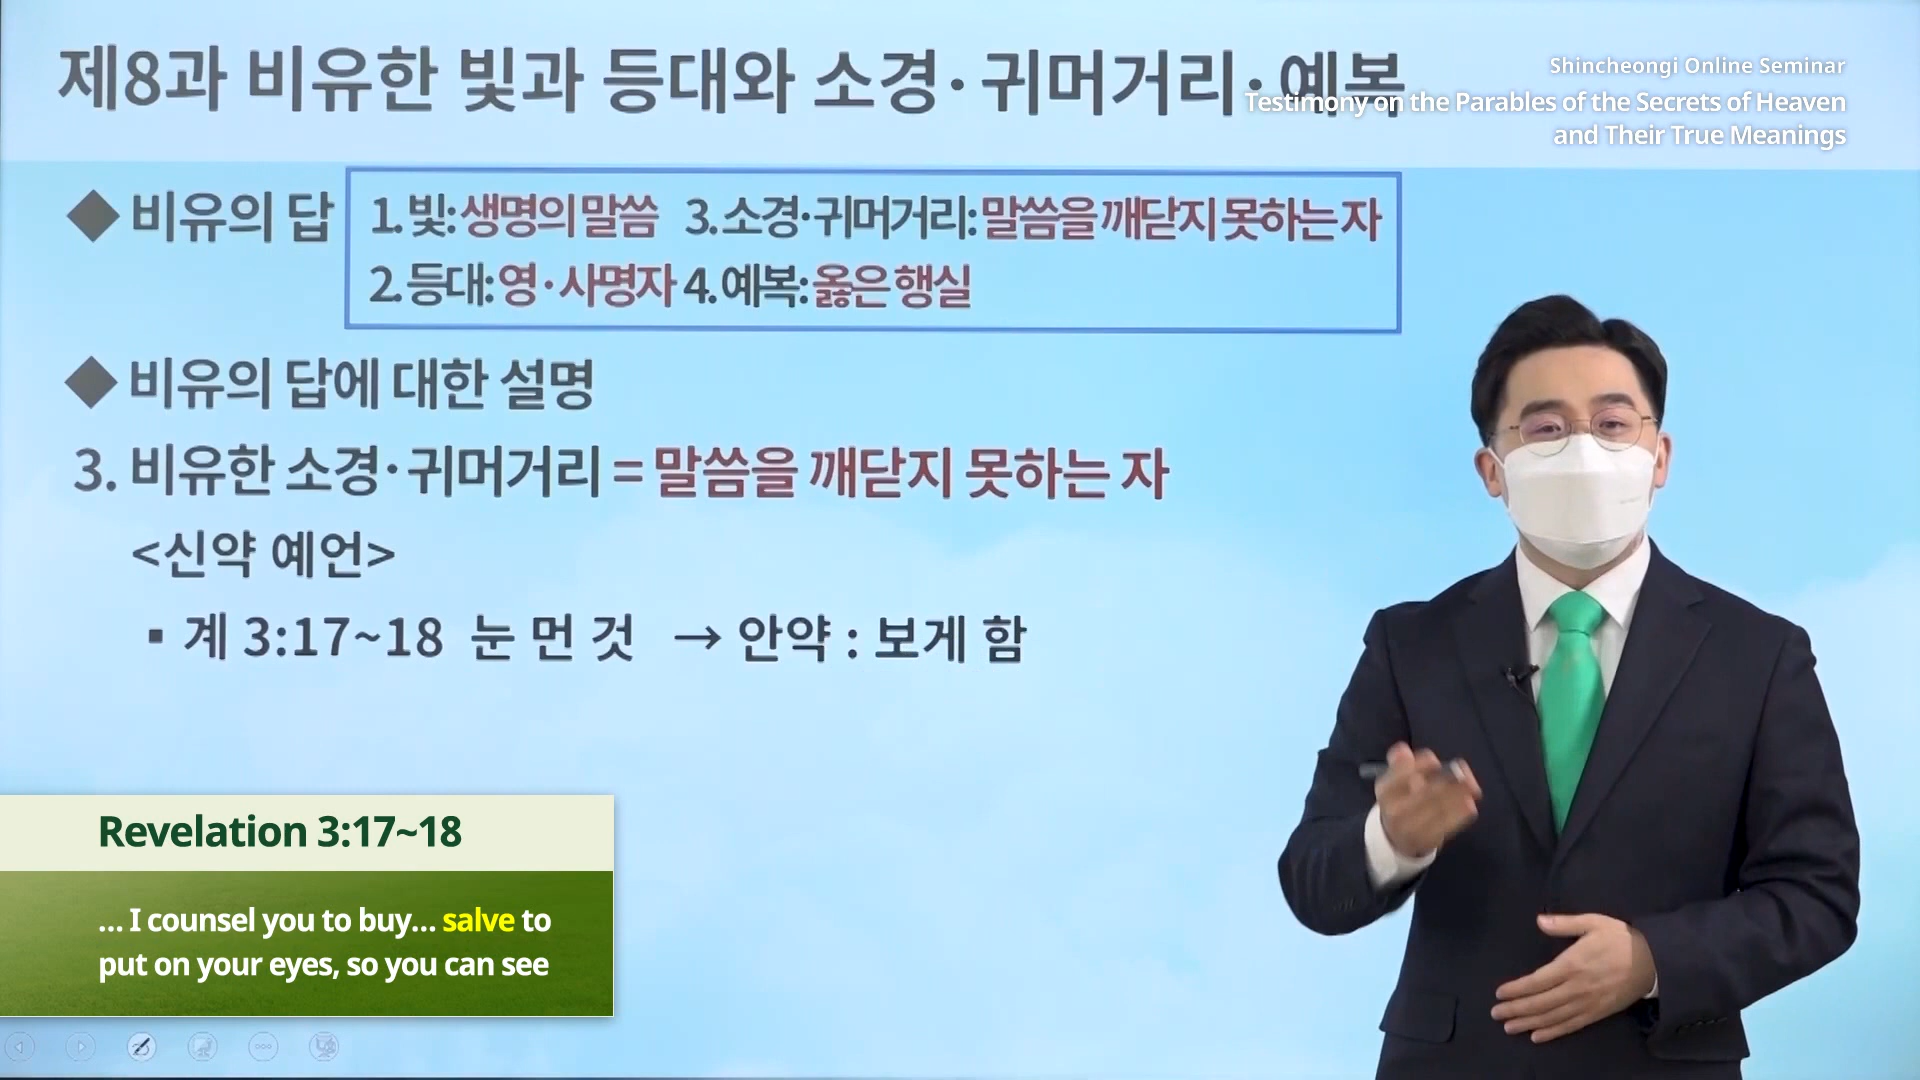 제8과 비유한 빛과 등대와 소경·귀머거리·예복
Shincheongi Online Seminar
Testimony on the Parables of the Secrets of Heaven
and Their True Meanings
◆ 비유의 답
1. 빛: 생명의 말씀 3. 소경·귀머거리: 말씀을 깨닫지 못하는 자
2. 등대: 영·사명자 4. 예복: 옳은 행실
◆ 비유의 답에 대한 설명
3. 비유한 소경·귀머거리 = 말씀을 깨닫지 못하는 자
<신약 예언>
▪ 계 3:17~18 눈 먼 것 → 안약 : 보게 함
Revelation 3:17~18
... I counsel you to buy... salve to
put on your eyes, so you can see